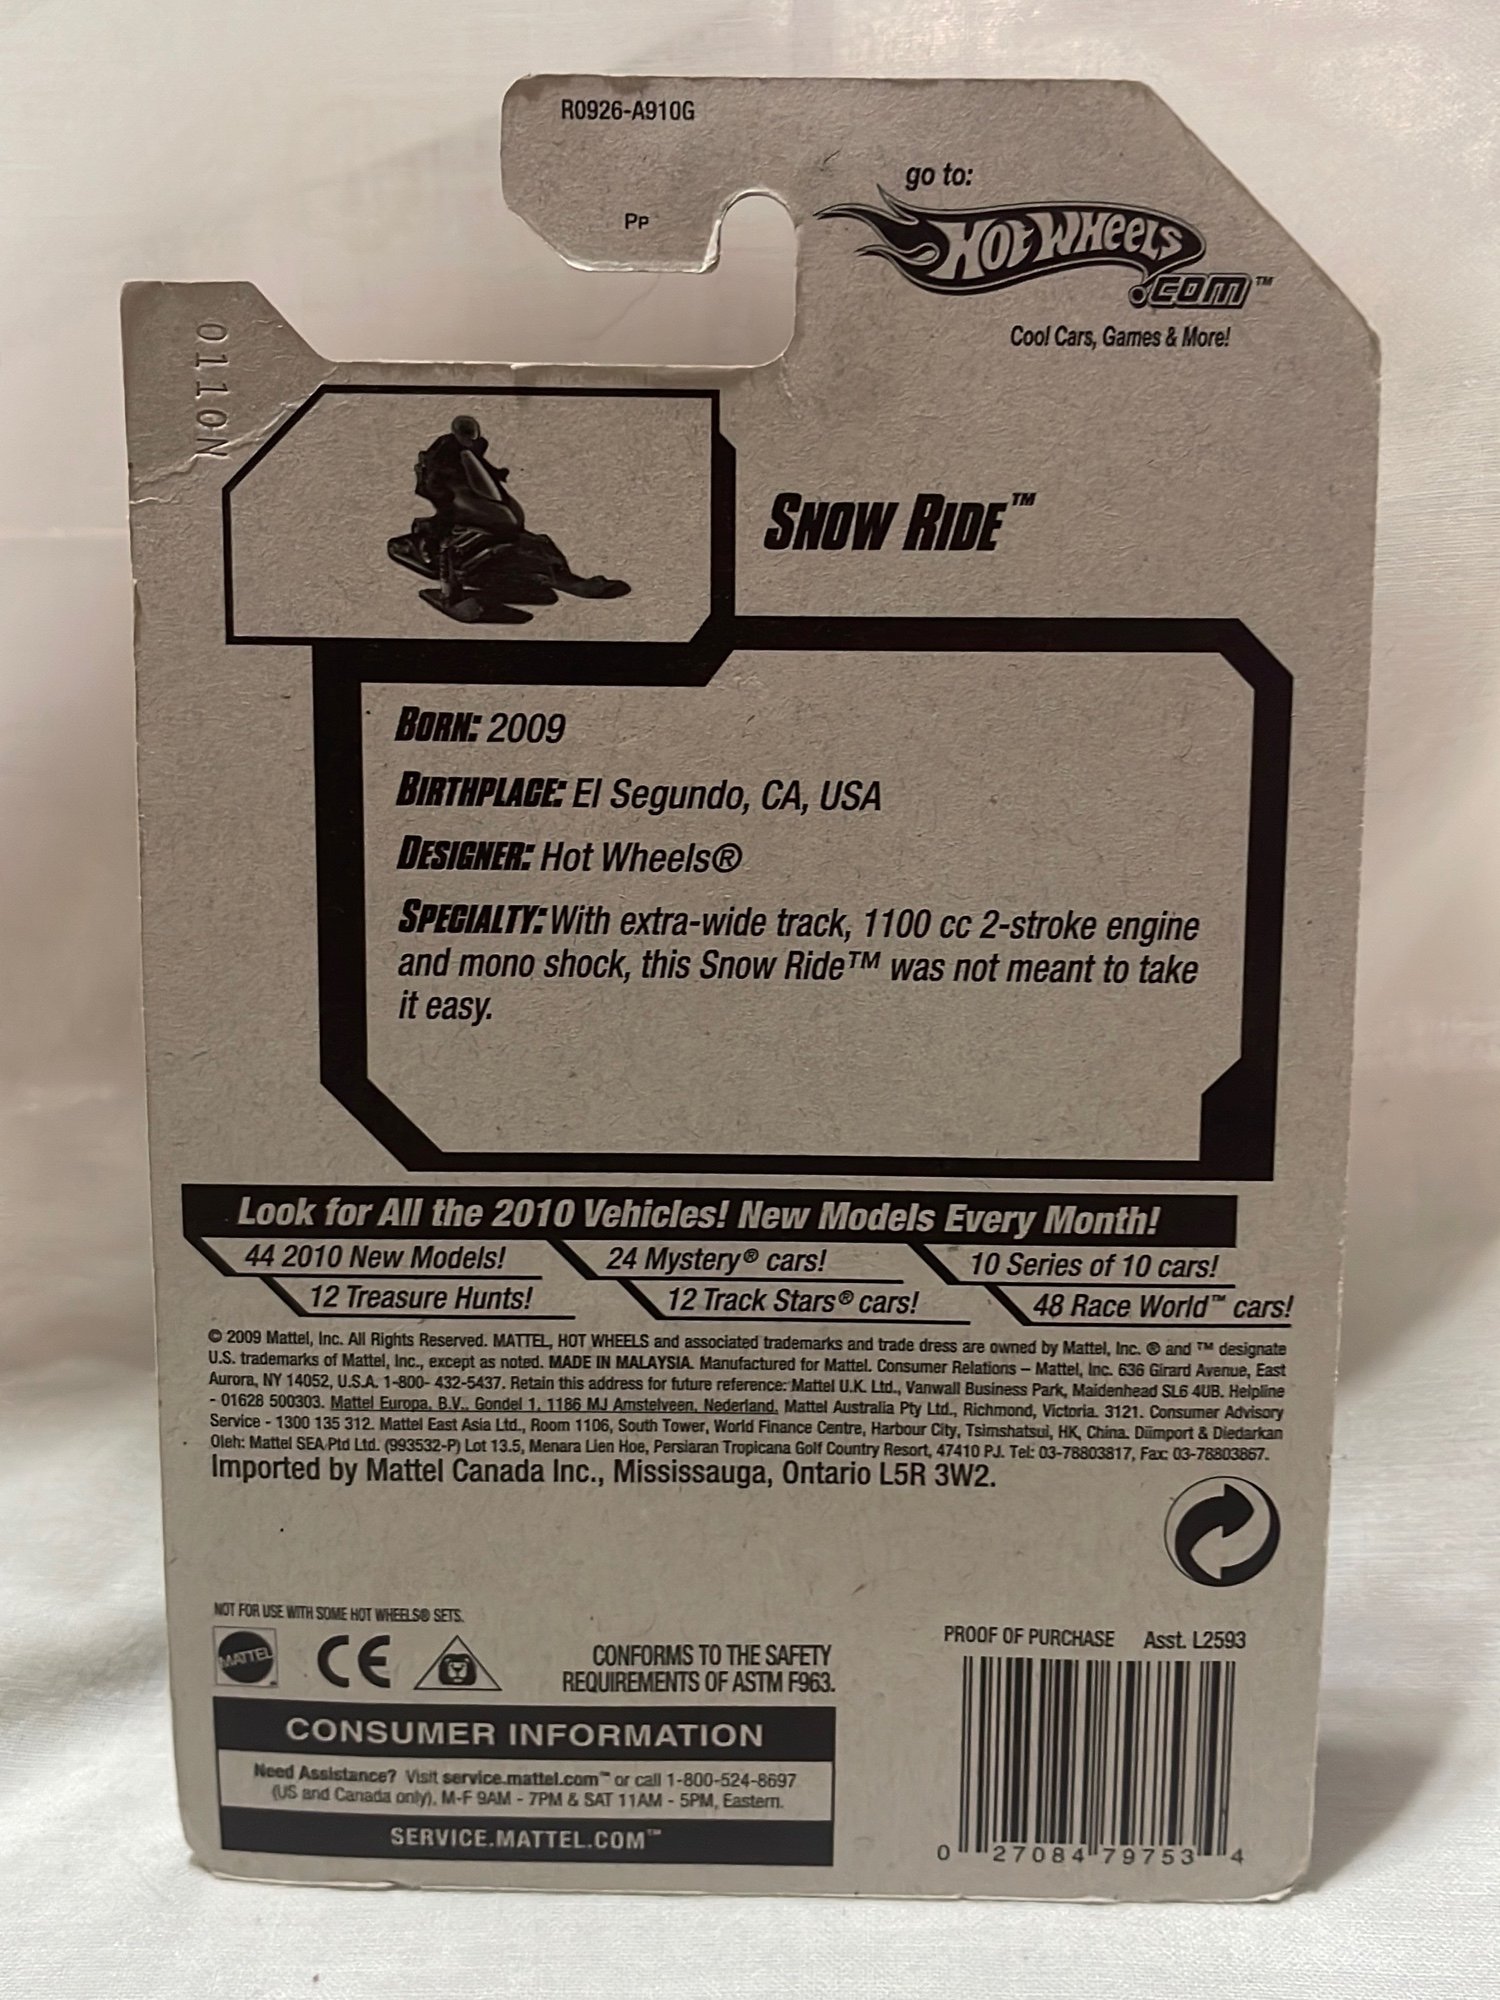 R0926-A910G
Pp
go to:
Hot Wheels
.COM™
Cool Cars, Games & More!
0110N
SNOW RIDE™
BORN: 2009
BIRTHPLACE: El Segundo, CA, USA
DESIGNER: Hot Wheels®
SPECIALTY: With extra-wide track, 1100 cc 2-stroke engine
and mono shock, this Snow Ride™ was not meant to take
it easy.
Look for All the 2010 Vehicles! New Models Every Month!
44 2010 New Models! 24 Mystery® cars! 10 Series of 10 cars!
12 Treasure Hunts! 12 Track Stars® cars! 48 Race World™ cars!
© 2009 Mattel, Inc. All Rights Reserved. MATTEL, HOT WHEELS and associated trademarks and trade dress are owned by Mattel, Inc. ® and ™ designate
U.S. trademarks of Mattel, Inc., except as noted. MADE IN MALAYSIA. Manufactured for Mattel. Consumer Relations – Mattel, Inc. 636 Girard Avenue, East
Aurora, NY 14052, U.S.A. 1-800- 432-5437. Retain this address for future reference: Mattel U.K. Ltd., Vanwall Business Park, Maidenhead SL6 4UB. Helpline
- 01628 500303. Mattel Europa, B.V., Gondel 1, 1186 MJ Amstelveen, Nederland. Mattel Australia Pty Ltd., Richmond, Victoria. 3121. Consumer Advisory
Service - 1300 135 312. Mattel East Asia Ltd., Room 1106, South Tower, World Finance Centre, Harbour City, Tsimshatsui, HK, China. Diimport & Diedarkan
Oleh: Mattel SEA Ptd Ltd. (993532-P) Lot 13.5, Menara Lien Hoe, Persiaran Tropicana Golf Country Resort, 47410 PJ. Tel: 03-78803817, Fax: 03-78803867.
Imported by Mattel Canada Inc., Mississauga, Ontario L5R 3W2.
NOT FOR USE WITH SOME HOT WHEELS® SETS.
MATTEL CE
CONFORMS TO THE SAFETY
REQUIREMENTS OF ASTM F963.
PROOF OF PURCHASE Asst. L2593
CONSUMER INFORMATION
Need Assistance? Visit service.mattel.com™ or call 1-800-524-8697
(US and Canada only), M-F 9AM - 7PM & SAT 11AM - 5PM, Eastern.
SERVICE.MATTEL.COM™
0 27084 79753 4